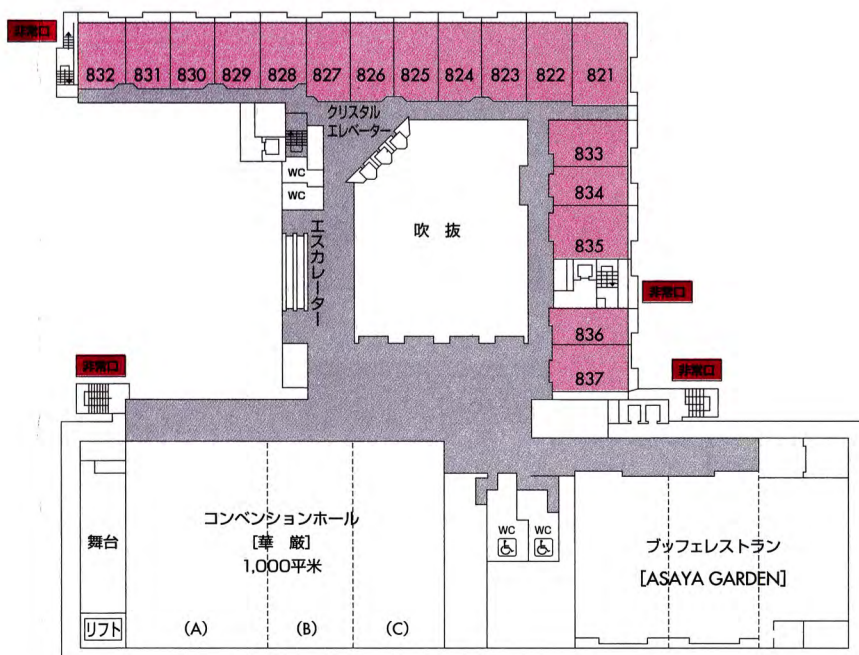 非常口
832 831 830 829 828 827 826 825 824 823 822 821
クリスタル
エレベーター
833
WC
834
WC
吹 抜
835
エスカレーター
非常口
836
非常口
837
非常口
コンベンションホール
[華 厳]
1,000平米
舞台
WC
WC
ブッフェレストラン
[ASAYA GARDEN]
リフト
(A)
(B)
(C)